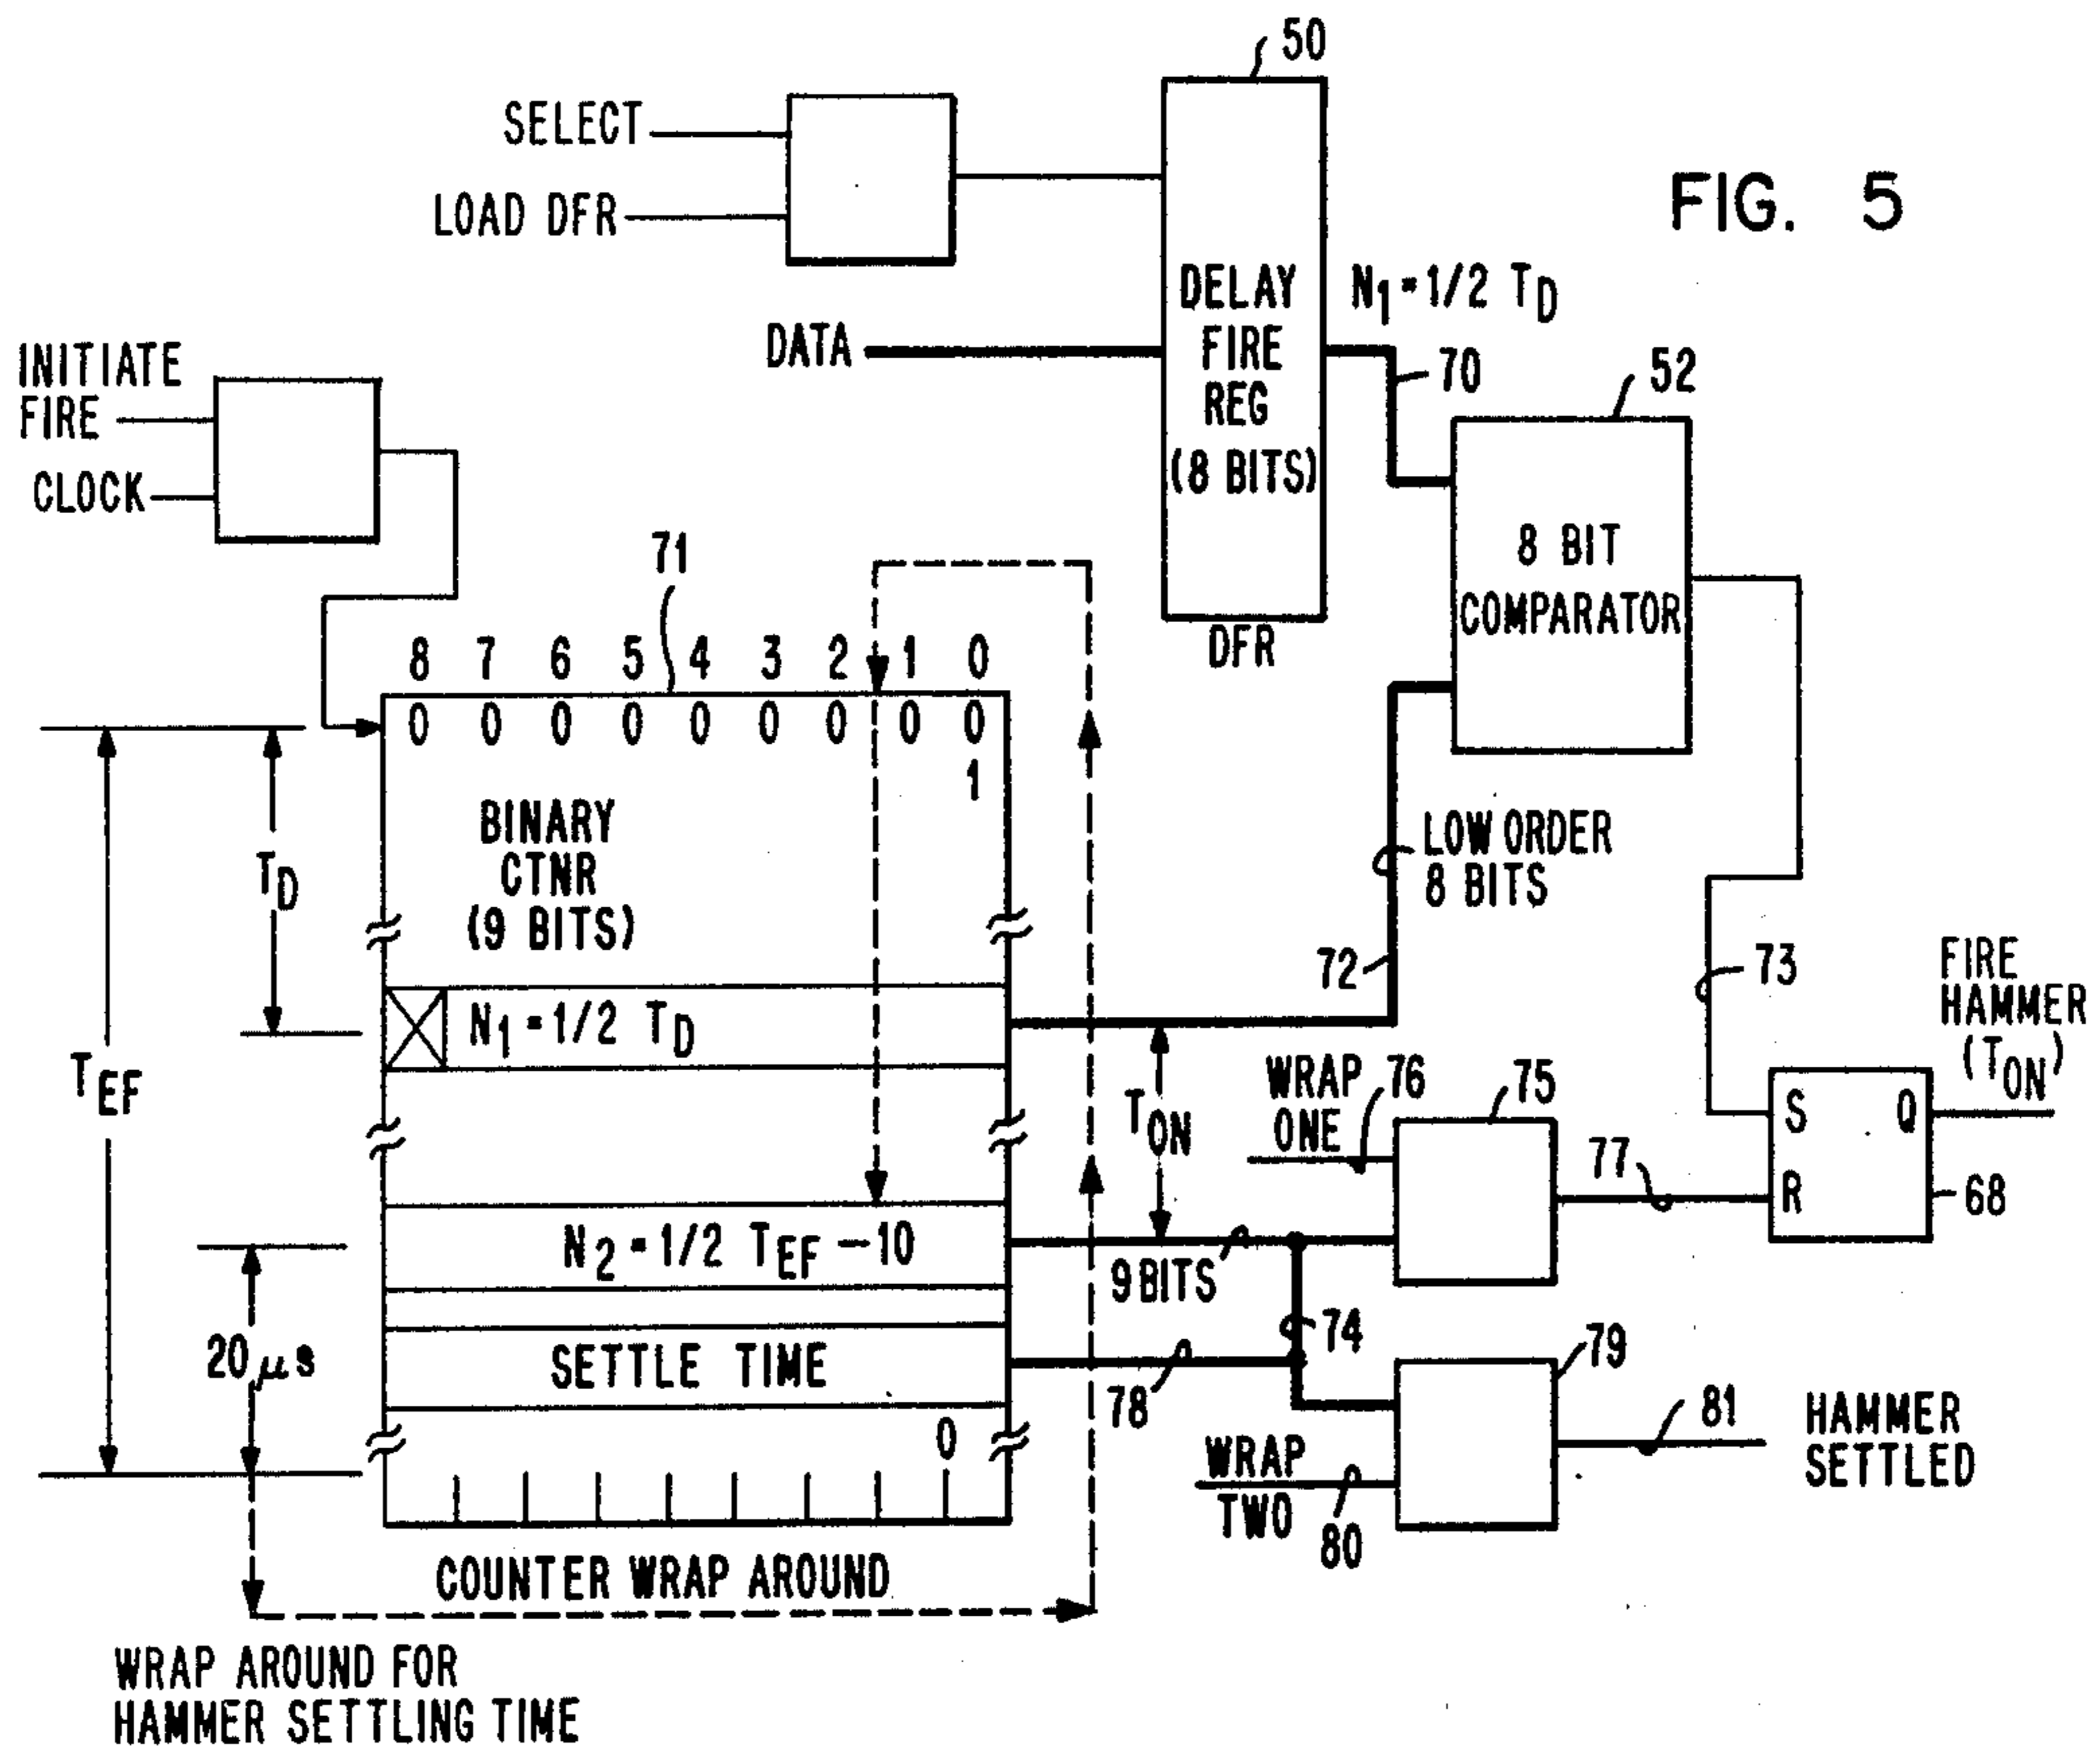 50
SELECT
LOAD DFR
FIG. 5
DELAY
FIRE
REG
(8 BITS)
DFR
DATA
N1 = 1/2 TD
70
52
INITIATE
FIRE
CLOCK
8 BIT
COMPARATOR
71
8 7 6 5 4 3 2 1 0
0 0 0 0 0 0 0 0 0
1
BINARY
CTNR
(9 BITS)
TD
LOW ORDER
8 BITS
72
73
FIRE
HAMMER
(TON)
N1 = 1/2 TD
TEF
TON
WRAP
ONE
76
75
77
S Q
R
68
N2 = 1/2 TEF - 10
9 BITS
74
20 μs
SETTLE TIME
78
79
81
HAMMER
SETTLED
0
WRAP
TWO
80
COUNTER WRAP AROUND
WRAP AROUND FOR
HAMMER SETTLING TIME